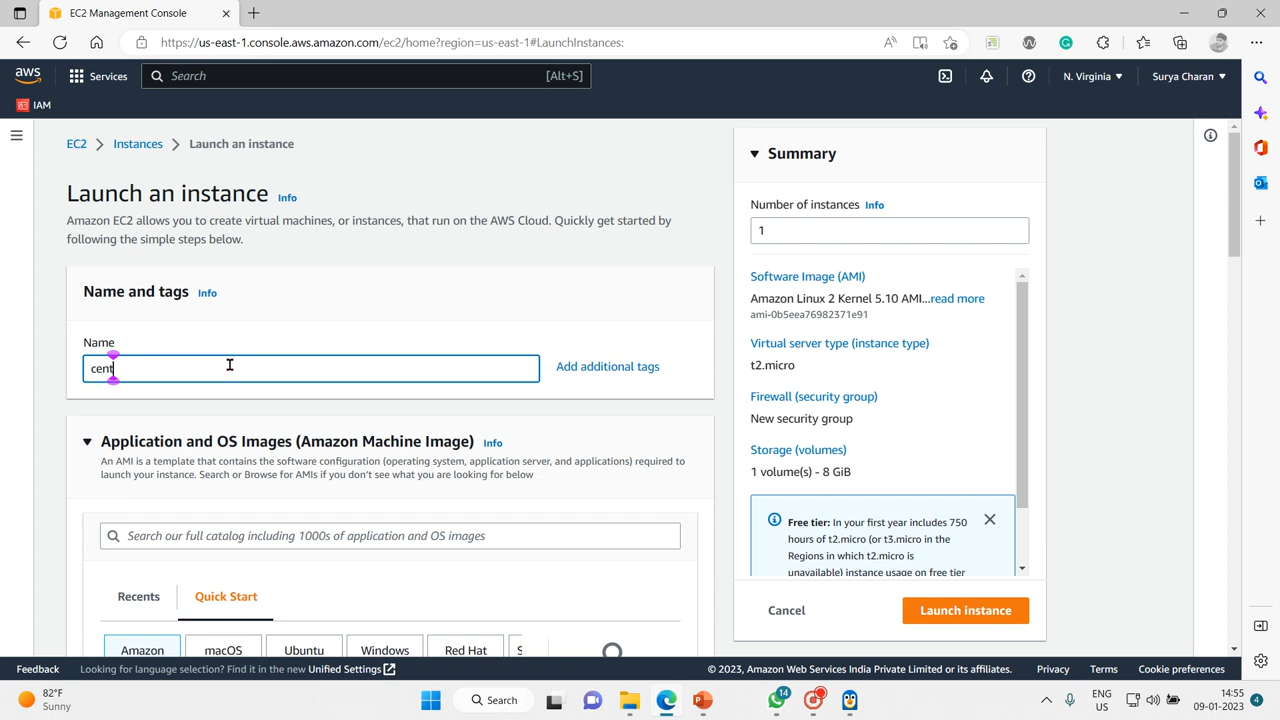 EC2 Management Console
https://us-east-1.console.aws.amazon.com/ec2/home?region=us-east-1#LaunchInstances:
aws
Services
Search
[Alt+S]
N. Virginia
Surya Charan
IAM
EC2
Instances
Launch an instance
Launch an instance
Info
Amazon EC2 allows you to create virtual machines, or instances, that run on the AWS Cloud. Quickly get started by
following the simple steps below.
Name and tags
Info
Name
cent
Add additional tags
Application and OS Images (Amazon Machine Image)
Info
An AMI is a template that contains the software configuration (operating system, application server, and applications) required to
launch your instance. Search or Browse for AMIs if you don't see what you are looking for below
Search our full catalog including 1000s of application and OS images
Recents
Quick Start
Amazon
macOS
Ubuntu
Windows
Red Hat
S
Summary
Number of instances
Info
1
Software Image (AMI)
Amazon Linux 2 Kernel 5.10 AMI...read more
ami-0b5eea76982371e91
Virtual server type (instance type)
t2.micro
Firewall (security group)
New security group
Storage (volumes)
1 volume(s) - 8 GiB
Free tier: In your first year includes 750
hours of t2.micro (or t3.micro in the
Regions in which t2.micro is
unavailable) instance usage on free tier
Cancel
Launch instance
Feedback
Looking for language selection? Find it in the new Unified Settings
© 2023, Amazon Web Services India Private Limited or its affiliates.
Privacy
Terms
Cookie preferences
82°F
Sunny
Search
14
ENG
US
14:55
09-01-2023
4